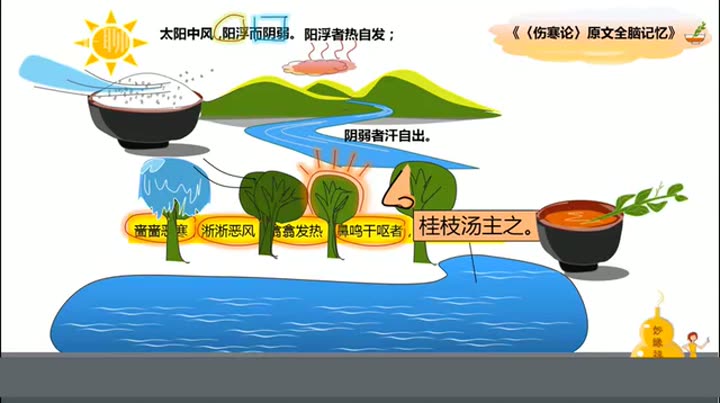 太阳中风,阳浮而阴弱。阳浮者热自发；
《〈伤寒论〉原文全脑记忆》
阴弱者汗自出。
啬啬恶寒 淅淅恶风 翕翕发热 鼻鸣干呕者，
桂枝汤主之。